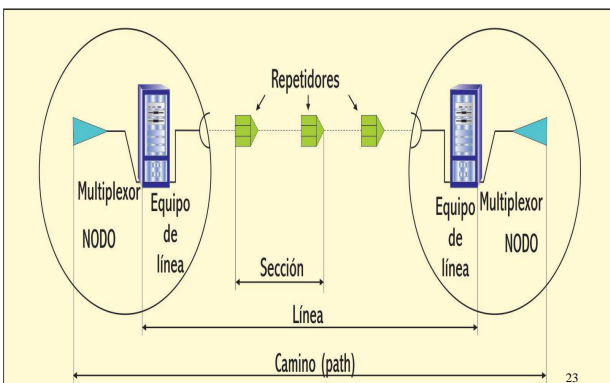 Repetidores
Multiplexor
NODO
Equipo
de
línea
Equipo
de
línea
Multiplexor
NODO
Sección
Línea
Camino (path)
23